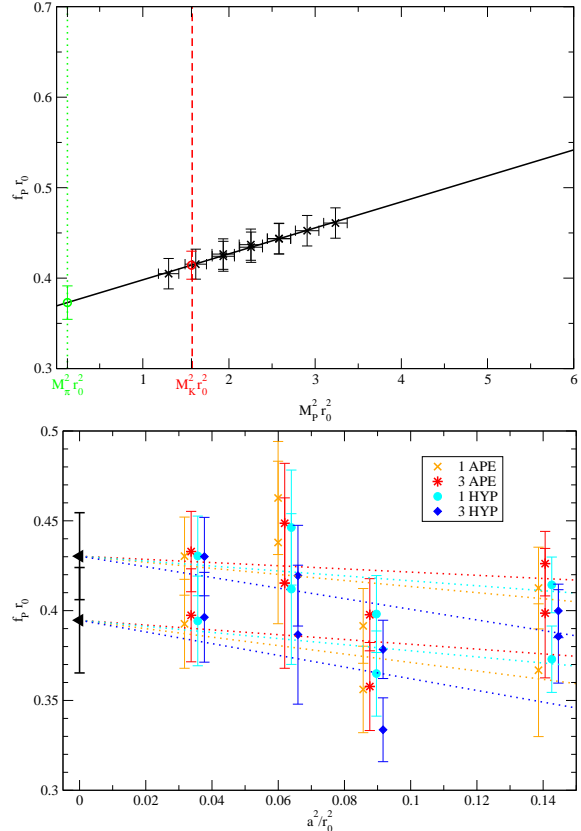 0.7
0.6
f_P r_0
0.5
0.4
0.3
M_π^2 r_0^2 1 M_K^2 r_0^2 2 3 4 5 6
M_P^2 r_0^2
0.5
1 APE
3 APE
1 HYP
3 HYP
0.45
f_P r_0
0.4
0.35
0.3
0 0.02 0.04 0.06 0.08 0.1 0.12 0.14
a^2/r_0^2